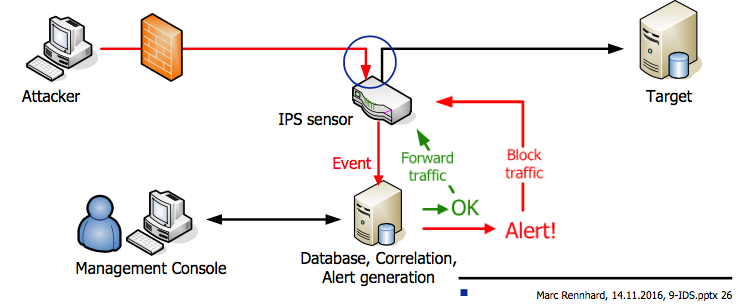 Attacker
Target
IPS sensor
Event
Forward
traffic
Block
traffic
OK
Alert!
Management Console
Database, Correlation,
Alert generation
Marc Rennhard, 14.11.2016, 9-IDS.pptx 26